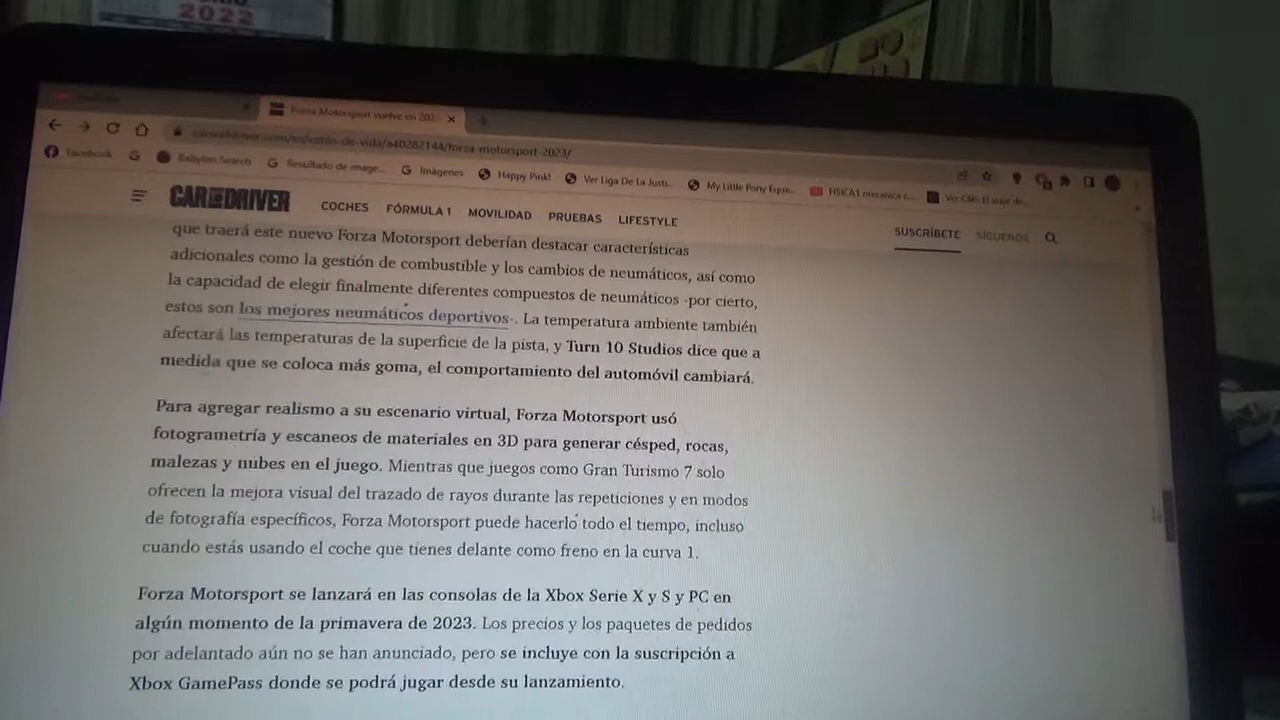 2022
Forza Motorsport vuelve en 202
caranddriver.com/es/estilo-de-vida/a40282144/forza-motorsport-2023/
Facebook
Babylon Search
Resultado de image...
Imágenes
Happy Pink!
Ver Liga De La Justi...
My Little Pony Eque...
FISICA1 mecanica c...
CAR AND DRIVER
COCHES
FÓRMULA 1
MOVILIDAD
PRUEBAS
LIFESTYLE
SUSCRÍBETE
SÍGUENOS
que traerá este nuevo Forza Motorsport deberían destacar características
adicionales como la gestión de combustible y los cambios de neumáticos, así como
la capacidad de elegir finalmente diferentes compuestos de neumáticos -por cierto,
estos son los mejores neumáticos deportivos-. La temperatura ambiente también
afectará las temperaturas de la superficie de la pista, y Turn 10 Studios dice que a
medida que se coloca más goma, el comportamiento del automóvil cambiará.
Para agregar realismo a su escenario virtual, Forza Motorsport usó
fotogrametría y escaneos de materiales en 3D para generar césped, rocas,
malezas y nubes en el juego. Mientras que juegos como Gran Turismo 7 solo
ofrecen la mejora visual del trazado de rayos durante las repeticiones y en modos
de fotografía específicos, Forza Motorsport puede hacerlo todo el tiempo, incluso
cuando estás usando el coche que tienes delante como freno en la curva 1.
Forza Motorsport se lanzará en las consolas de la Xbox Serie X y S y PC en
algún momento de la primavera de 2023. Los precios y los paquetes de pedidos
por adelantado aún no se han anunciado, pero se incluye con la suscripción a
Xbox GamePass donde se podrá jugar desde su lanzamiento.